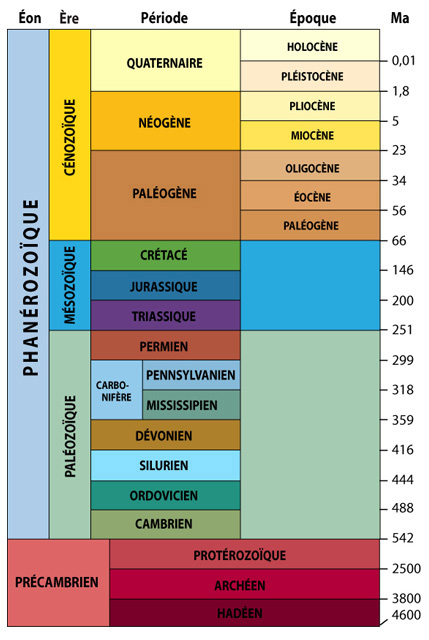 Éon Ère Période Époque Ma
PHANÉROZOÏQUE
CÉNOZOÏQUE
QUATERNAIRE
HOLOCÈNE
0,01
PLÉISTOCÈNE
1,8
NÉOGÈNE
PLIOCÈNE
5
MIOCÈNE
23
PALÉOGÈNE
OLIGOCÈNE
34
ÉOCÈNE
56
PALÉOGÈNE
66
MÉSOZOÏQUE
CRÉTACÉ
146
JURASSIQUE
200
TRIASSIQUE
251
PALÉOZOÏQUE
PERMIEN
299
CARBO-
NIFÈRE
PENNSYLVANIEN
318
MISSISIPIEN
359
DÉVONIEN
416
SILURIEN
444
ORDOVICIEN
488
CAMBRIEN
542
PRÉCAMBRIEN
PROTÉROZOÏQUE
2500
ARCHÉEN
3800
HADÉEN
4600